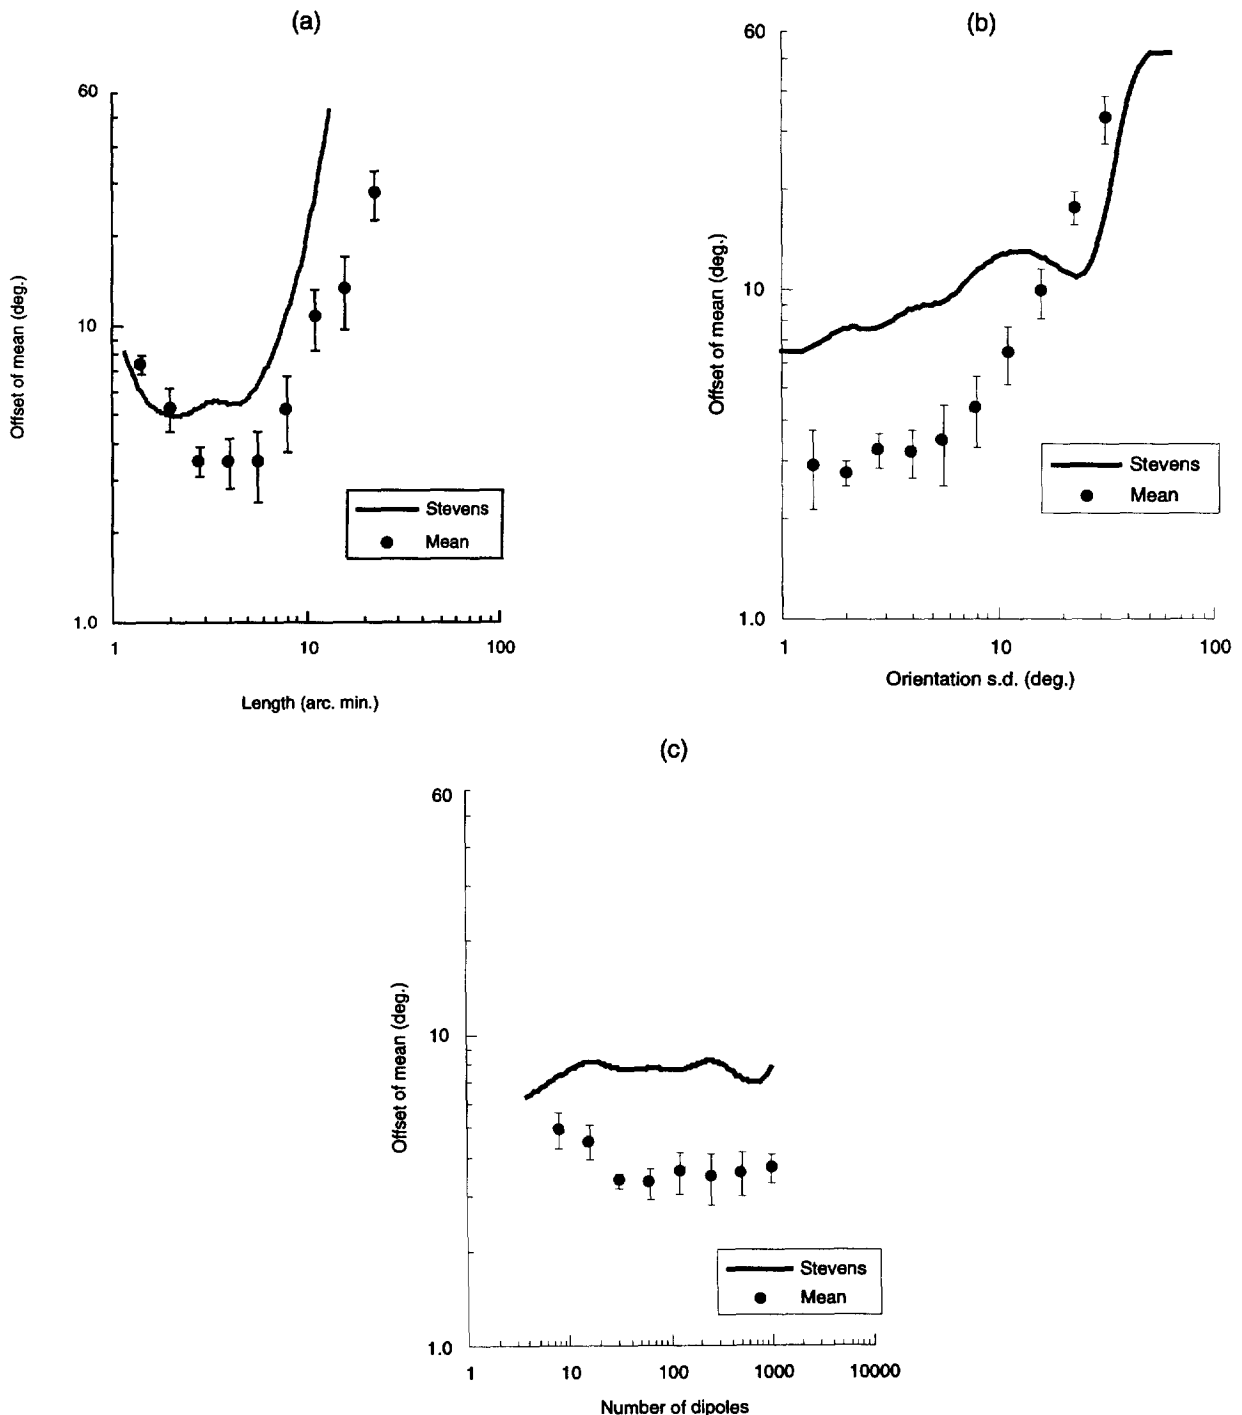 (a)
60
10
1.0
Offset of mean (deg.)
1 10 100
Length (arc. min.)
Stevens
Mean
(b)
60
10
1.0
Offset of mean (deg.)
1 10 100
Orientation s.d. (deg.)
Stevens
Mean
(c)
60
10
1.0
Offset of mean (deg.)
1 10 100 1000 10000
Number of dipoles
Stevens
Mean